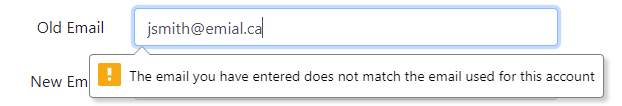 Old Email jsmith@emial.ca
The email you have entered does not match the email used for this account
New Em